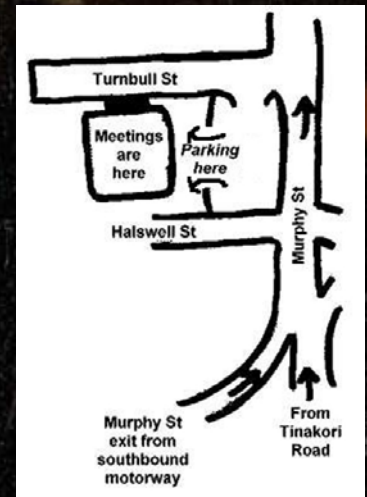 Turnbull St
Meetings
are
here
Parking
here
Halswell St
Murphy St
Murphy St
exit from
southbound
motorway
From
Tinakori
Road